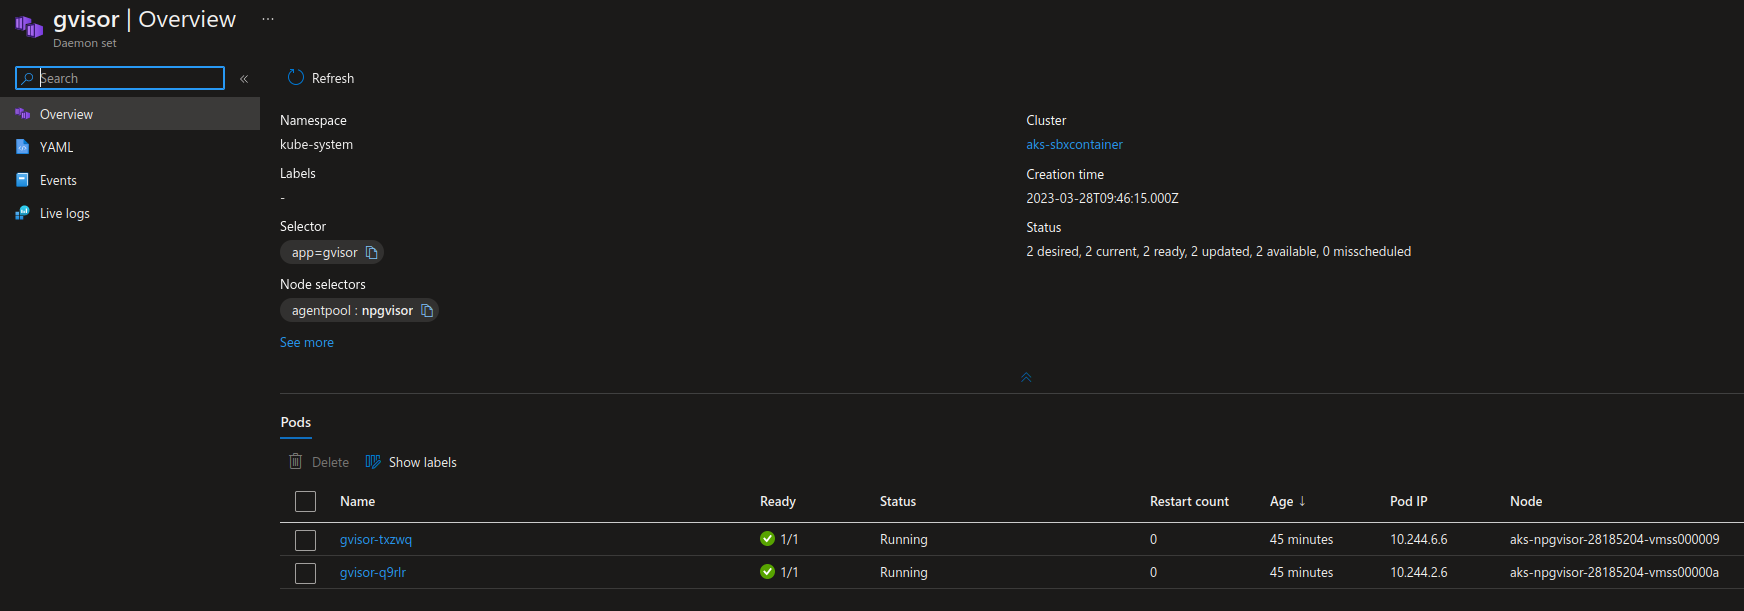 gvisor | Overview ...
Daemon set
Search
«
Refresh
Overview
YAML
Events
Live logs
Namespace
kube-system
Labels
-
Selector
app=gvisor
Node selectors
agentpool : npgvisor
See more
Cluster
aks-sbxcontainer
Creation time
2023-03-28T09:46:15.000Z
Status
2 desired, 2 current, 2 ready, 2 updated, 2 available, 0 misscheduled
Pods
Delete Show labels
Name Ready Status Restart count Age ↓ Pod IP Node
gvisor-txzwq 1/1 Running 0 45 minutes 10.244.6.6 aks-npgvisor-28185204-vmss000009
gvisor-q9rlr 1/1 Running 0 45 minutes 10.244.2.6 aks-npgvisor-28185204-vmss00000a